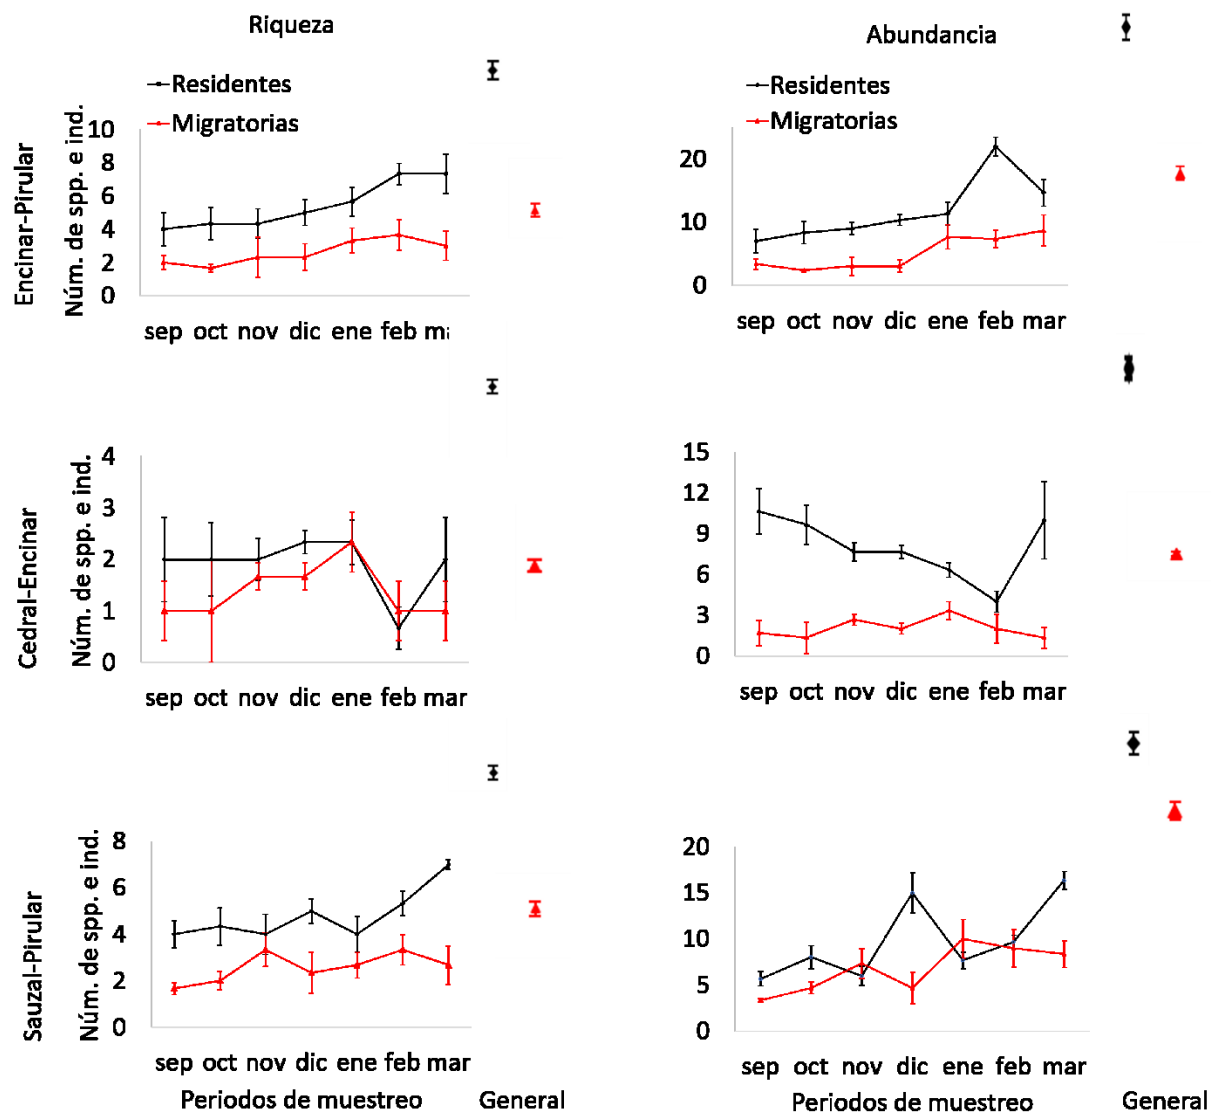 Riqueza
Abundancia
Residentes
Migratorias
Residentes
Migratorias
Encinar-Pirular
Núm. de spp. e ind.
10
8
6
4
2
0
sep oct nov dic ene feb
20
10
0
sep oct nov dic ene feb mar
Cedral-Encinar
Núm. de spp. e ind.
4
3
2
1
0
sep oct nov dic ene feb mar
15
12
9
6
3
0
sep oct nov dic ene feb mar
Sauzal-Pirular
Núm. de spp. e ind.
8
6
4
2
0
sep oct nov dic ene feb mar
20
15
10
5
0
sep oct nov dic ene feb mar
Periodos de muestreo General
Periodos de muestreo General